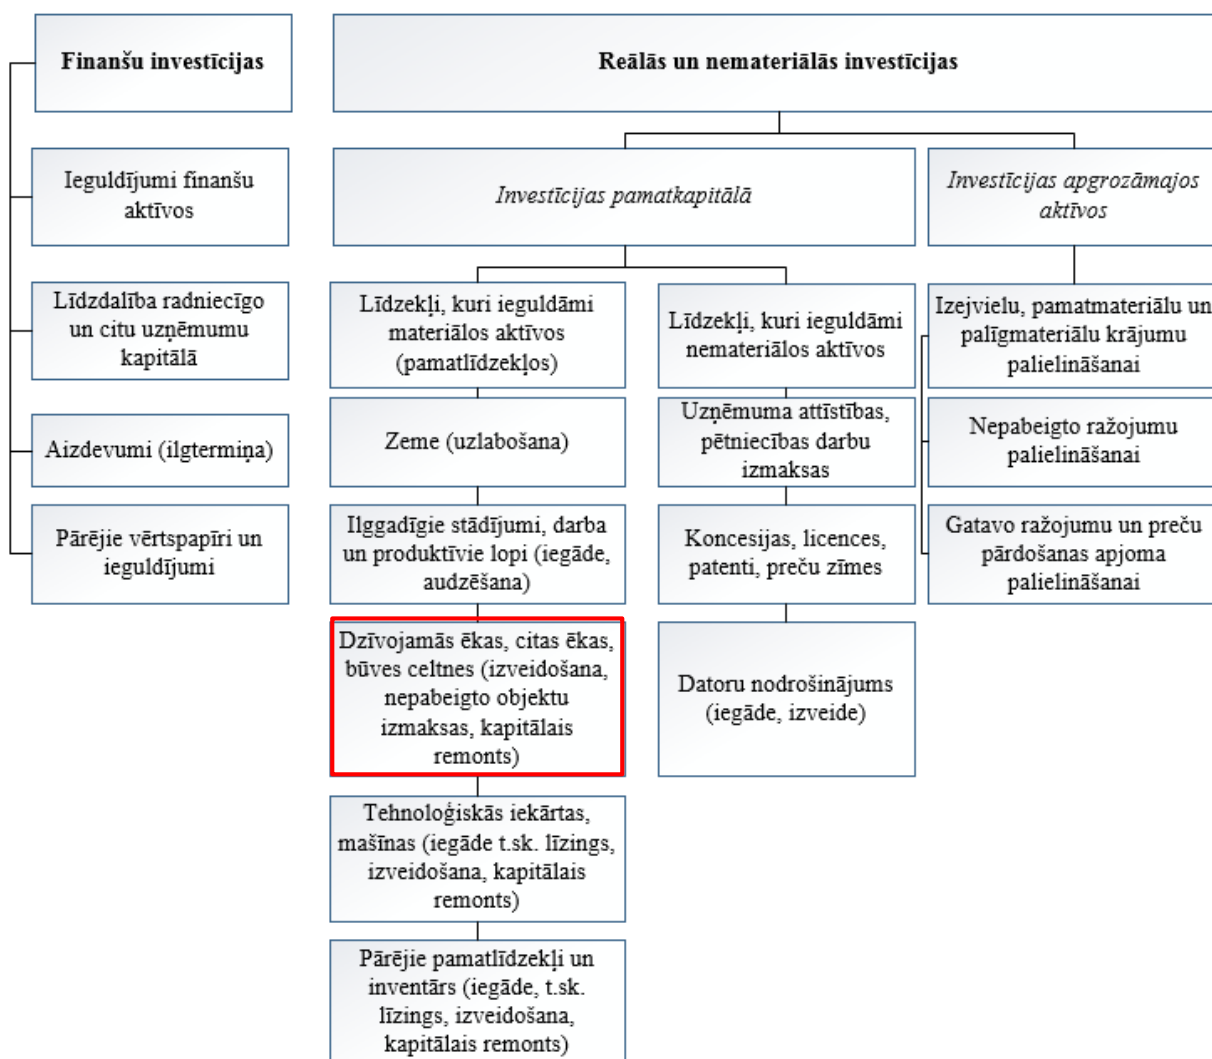 Finanšu investīcijas
Reālās un nemateriālās investīcijas
Ieguldījumi finanšu
aktīvos
Investīcijas pamatkapitālā
Investīcijas apgrozāmajos
aktīvos
Līdzdalība radniecīgo
un citu uzņēmumu
kapitālā
Līdzekļi, kuri ieguldāmi
materiālos aktīvos
(pamatlīdzekļos)
Līdzekļi, kuri ieguldāmi
nemateriālos aktīvos
Izejvielu, pamatmateriālu un
palīgmateriālu krājumu
palielināšanai
Aizdevumi (ilgtermiņa)
Zeme (uzlabošana)
Uzņēmuma attīstības,
pētniecības darbu
izmaksas
Nepabeigto ražojumu
palielināšanai
Pārējie vērtspapīri un
ieguldījumi
Ilggadīgie stādījumi, darba
un produktīvie lopi (iegāde,
audzēšana)
Koncesijas, licences,
patenti, preču zīmes
Gatavo ražojumu un preču
pārdošanas apjoma
palielināšanai
Dzīvojamās ēkas, citas ēkas,
būves celtnes (izveidošana,
nepabeigto objektu
izmaksas, kapitālais
remonts)
Datoru nodrošinājums
(iegāde, izveide)
Tehnoloģiskās iekārtas,
mašīnas (iegāde t.sk. līzings,
izveidošana, kapitālais
remonts)
Pārējie pamatlīdzekļi un
inventārs (iegāde, t.sk.
līzings, izveidošana,
kapitālais remonts)